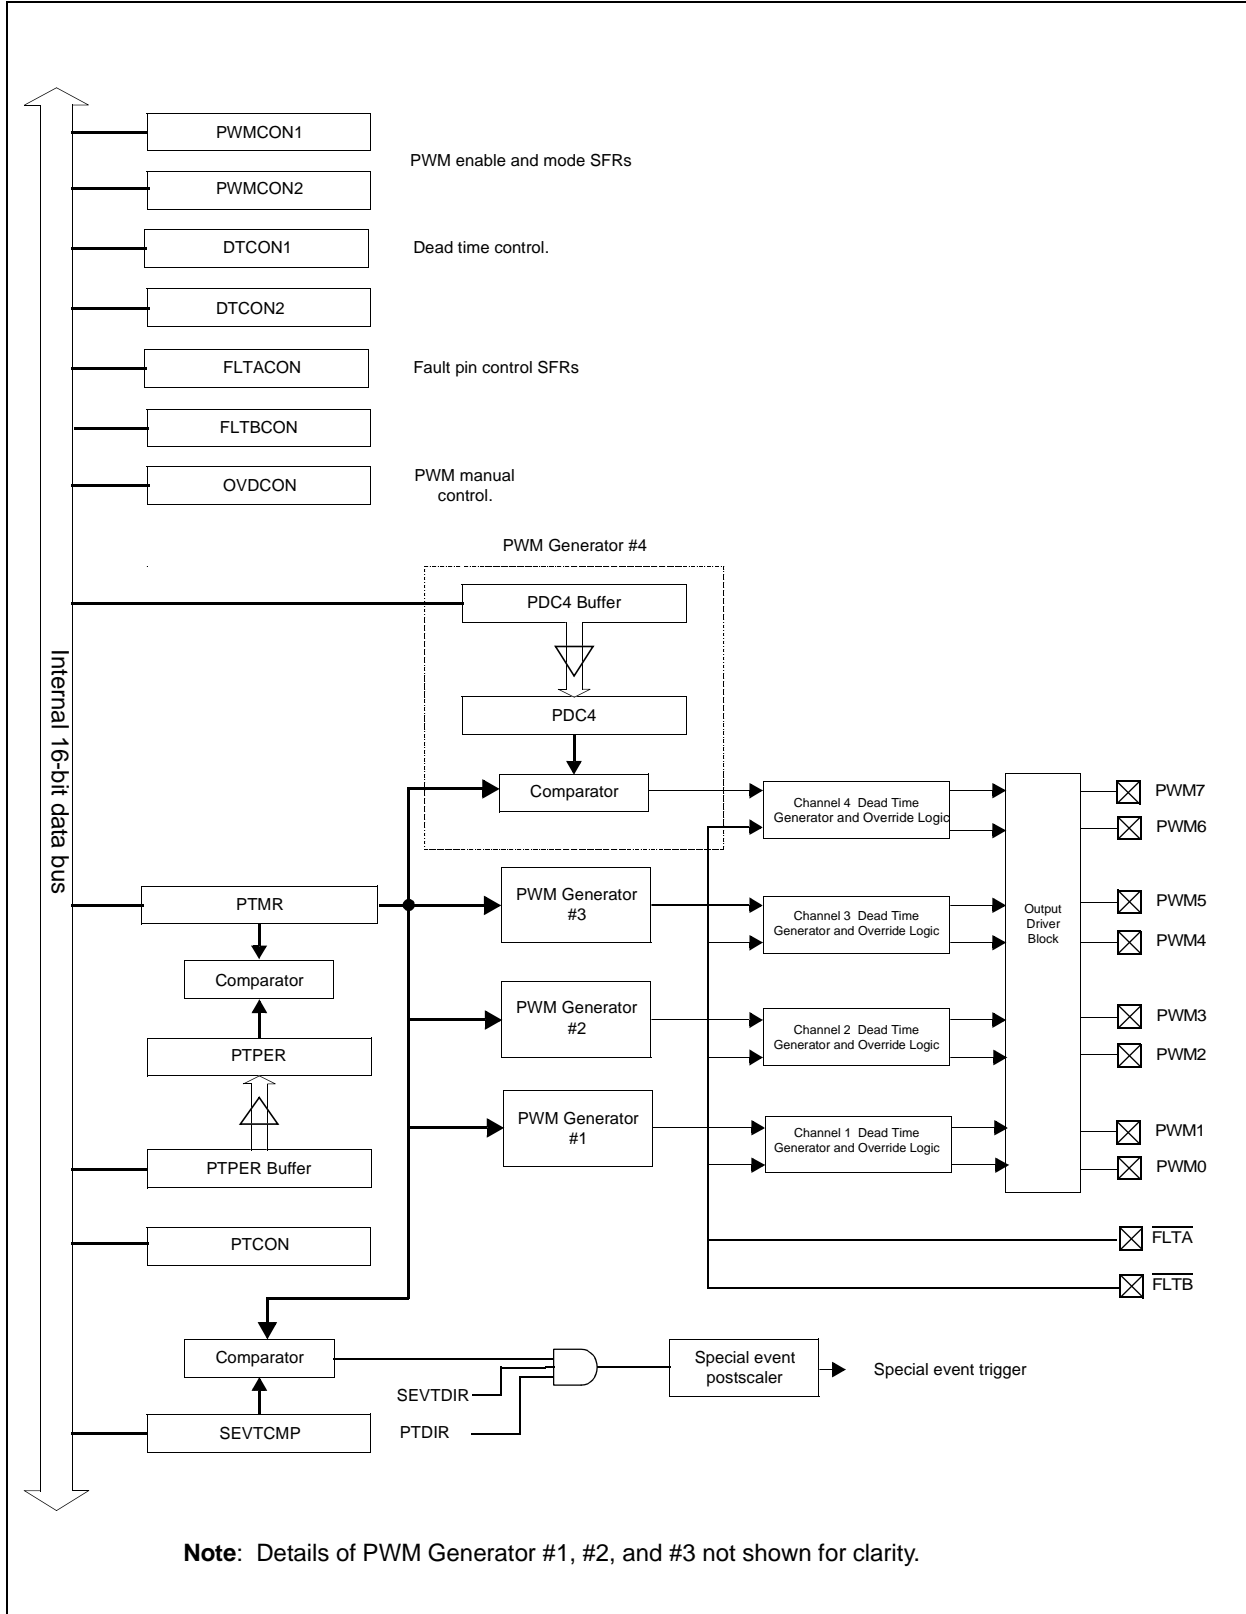 PWMCON1
PWM enable and mode SFRs
PWMCON2
DTCON1
Dead time control.
DTCON2
FLTACON
Fault pin control SFRs
FLTBCON
OVDCON
PWM manual
control.
PWM Generator #4
PDC4 Buffer
PDC4
Comparator
Channel 4 Dead Time
Generator and Override Logic
PWM7
PWM6
Internal 16-bit data bus
PTMR
PWM Generator
#3
Channel 3 Dead Time
Generator and Override Logic
Output
Driver
Block
PWM5
PWM4
Comparator
PWM Generator
#2
Channel 2 Dead Time
Generator and Override Logic
PWM3
PWM2
PTPER
PWM Generator
#1
Channel 1 Dead Time
Generator and Override Logic
PWM1
PWM0
PTPER Buffer
PTCON
FLTA
FLTB
Comparator
SEVTDIR
PTDIR
Special event
postscaler
Special event trigger
SEVTCMP
Note: Details of PWM Generator #1, #2, and #3 not shown for clarity.